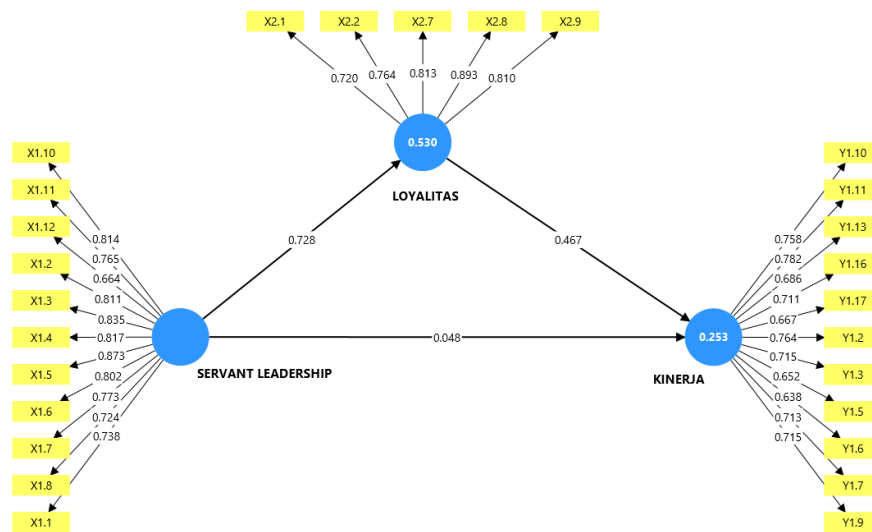 X2.1
X2.2
X2.7
X2.8
X2.9
0.720
0.764
0.813
0.893
0.810
0.530
LOYALITAS
X1.10
X1.11
X1.12
X1.2
X1.3
X1.4
X1.5
X1.6
X1.7
X1.8
X1.1
0.814
0.765
0.664
0.811
0.835
0.817
0.873
0.802
0.773
0.724
0.738
SERVANT LEADERSHIP
0.728
0.467
0.048
0.253
KINERJA
0.758
0.782
0.686
0.711
0.667
0.764
0.715
0.652
0.638
0.713
0.715
Y1.10
Y1.11
Y1.13
Y1.16
Y1.17
Y1.2
Y1.3
Y1.5
Y1.6
Y1.7
Y1.9